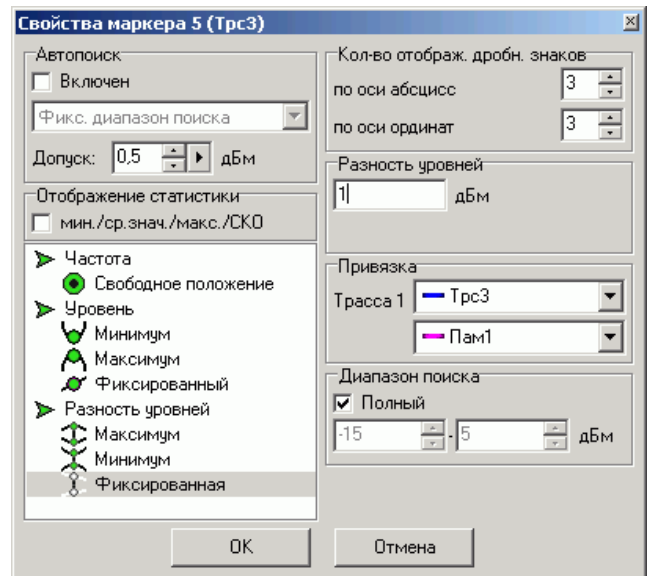 Свойства маркера 5 (Трс3)
Автопоиск
Включен
Фикс. диапазон поиска
Допуск: 0,5 дБм
Отображение статистики
мин./ср.знач./макс./СКО
Частота
Свободное положение
Уровень
Минимум
Максимум
Фиксированный
Разность уровней
Максимум
Минимум
Фиксированная
Кол-во отображ. дробн. знаков
по оси абсцисс 3
по оси ординат 3
Разность уровней
1 дБм
Привязка
Трасса 1 Трс3
Пам1
Диапазон поиска
Полный
-15 - 5 дБм
OK Отмена